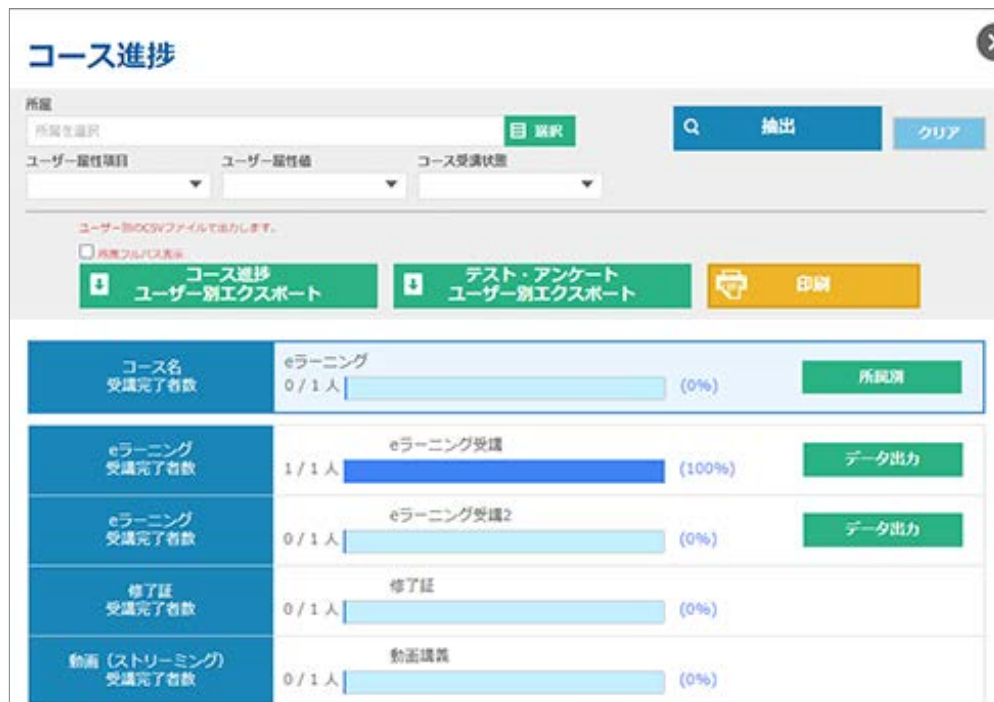 コース進捗
所属
所属を選択
選択
抽出
クリア
ユーザー属性項目
ユーザー属性値
コース受講状態
ユーザー別のCSVファイルで出力します。
所属フルパス表示
コース進捗
ユーザー別エクスポート
テスト・アンケート
ユーザー別エクスポート
印刷
コース名
受講完了者数
eラーニング
0 / 1 人
(0%)
所属別
eラーニング
受講完了者数
eラーニング受講
1 / 1 人
(100%)
データ出力
eラーニング
受講完了者数
eラーニング受講2
0 / 1 人
(0%)
データ出力
修了証
受講完了者数
修了証
0 / 1 人
(0%)
動画（ストリーミング）
受講完了者数
動画講義
0 / 1 人
(0%)